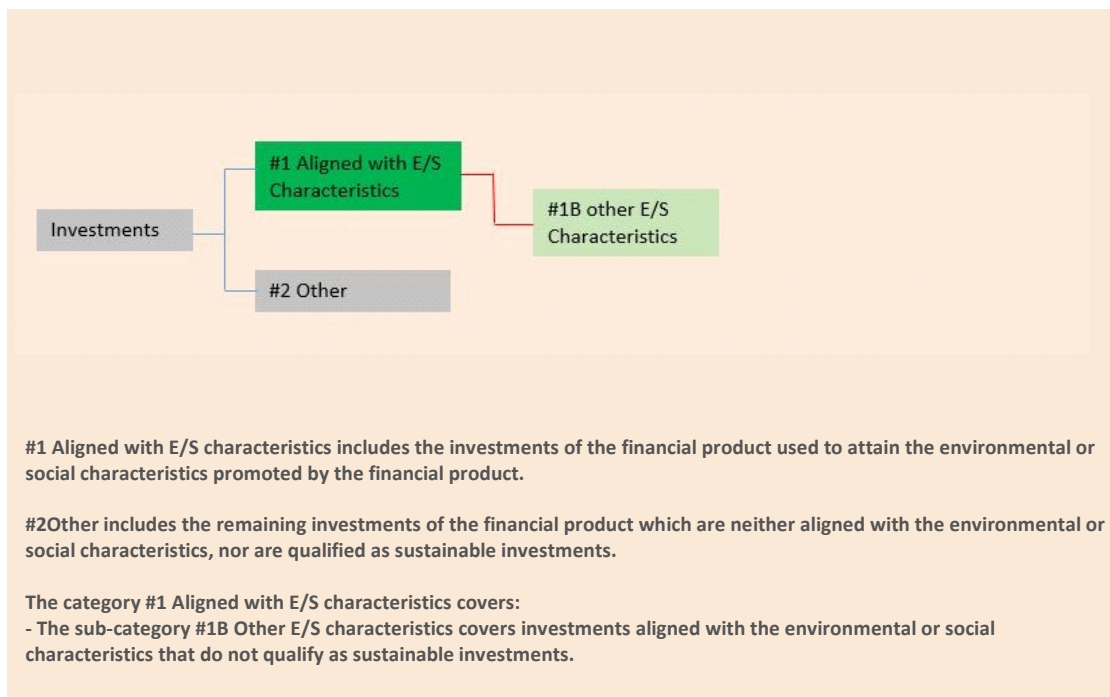 #1 Aligned with E/S
Characteristics
#1B other E/S
Characteristics
Investments
#2 Other
#1 Aligned with E/S characteristics includes the investments of the financial product used to attain the environmental or
social characteristics promoted by the financial product.
#2Other includes the remaining investments of the financial product which are neither aligned with the environmental or
social characteristics, nor are qualified as sustainable investments.
The category #1 Aligned with E/S characteristics covers:
- The sub-category #1B Other E/S characteristics covers investments aligned with the environmental or social
characteristics that do not qualify as sustainable investments.